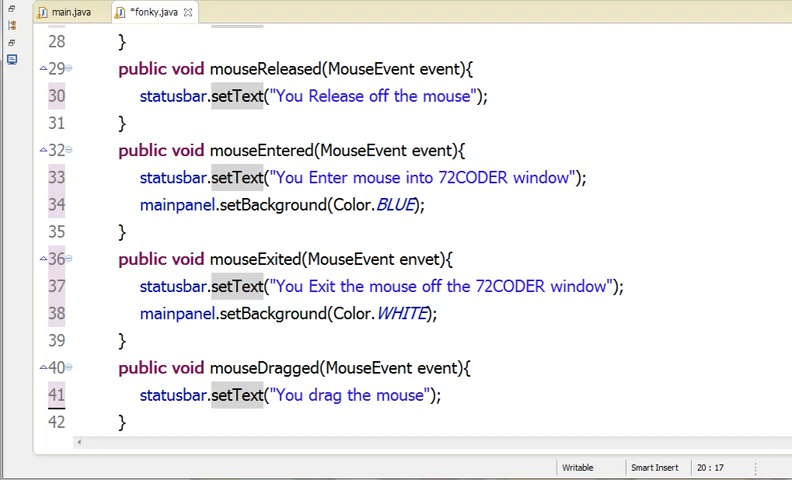 main.java *fonky.java
28 }
29 public void mouseReleased(MouseEvent event){
30 statusbar.setText("You Release off the mouse");
31 }
32 public void mouseEntered(MouseEvent event){
33 statusbar.setText("You Enter mouse into 72CODER window");
34 mainpanel.setBackground(Color.BLUE);
35 }
36 public void mouseExited(MouseEvent envet){
37 statusbar.setText("You Exit the mouse off the 72CODER window");
38 mainpanel.setBackground(Color.WHITE);
39 }
40 public void mouseDragged(MouseEvent event){
41 statusbar.setText("You drag the mouse");
42 }
Writable Smart Insert 20 : 17